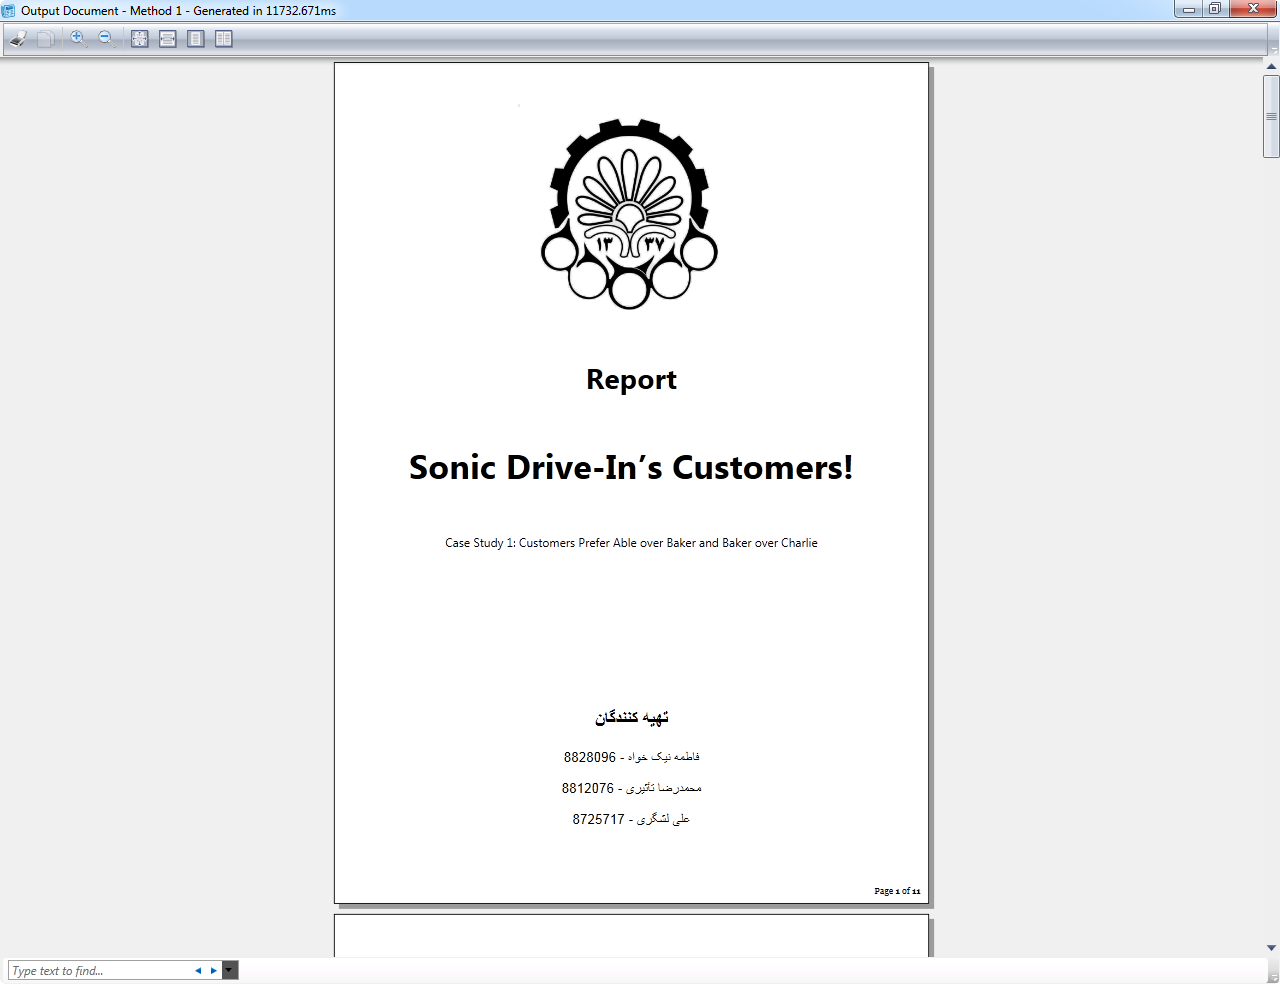 Output Document - Method 1 - Generated in 11732.671ms
۱۳ ۳۷
Report
Sonic Drive-In’s Customers!
Case Study 1: Customers Prefer Able over Baker and Baker over Charlie
تهیه کنندگان
فاطمه نیک خواه - 8828096
محمدرضا تأثیری - 8812076
علی لشگری - 8725717
Page 1 of 11
Type text to find...